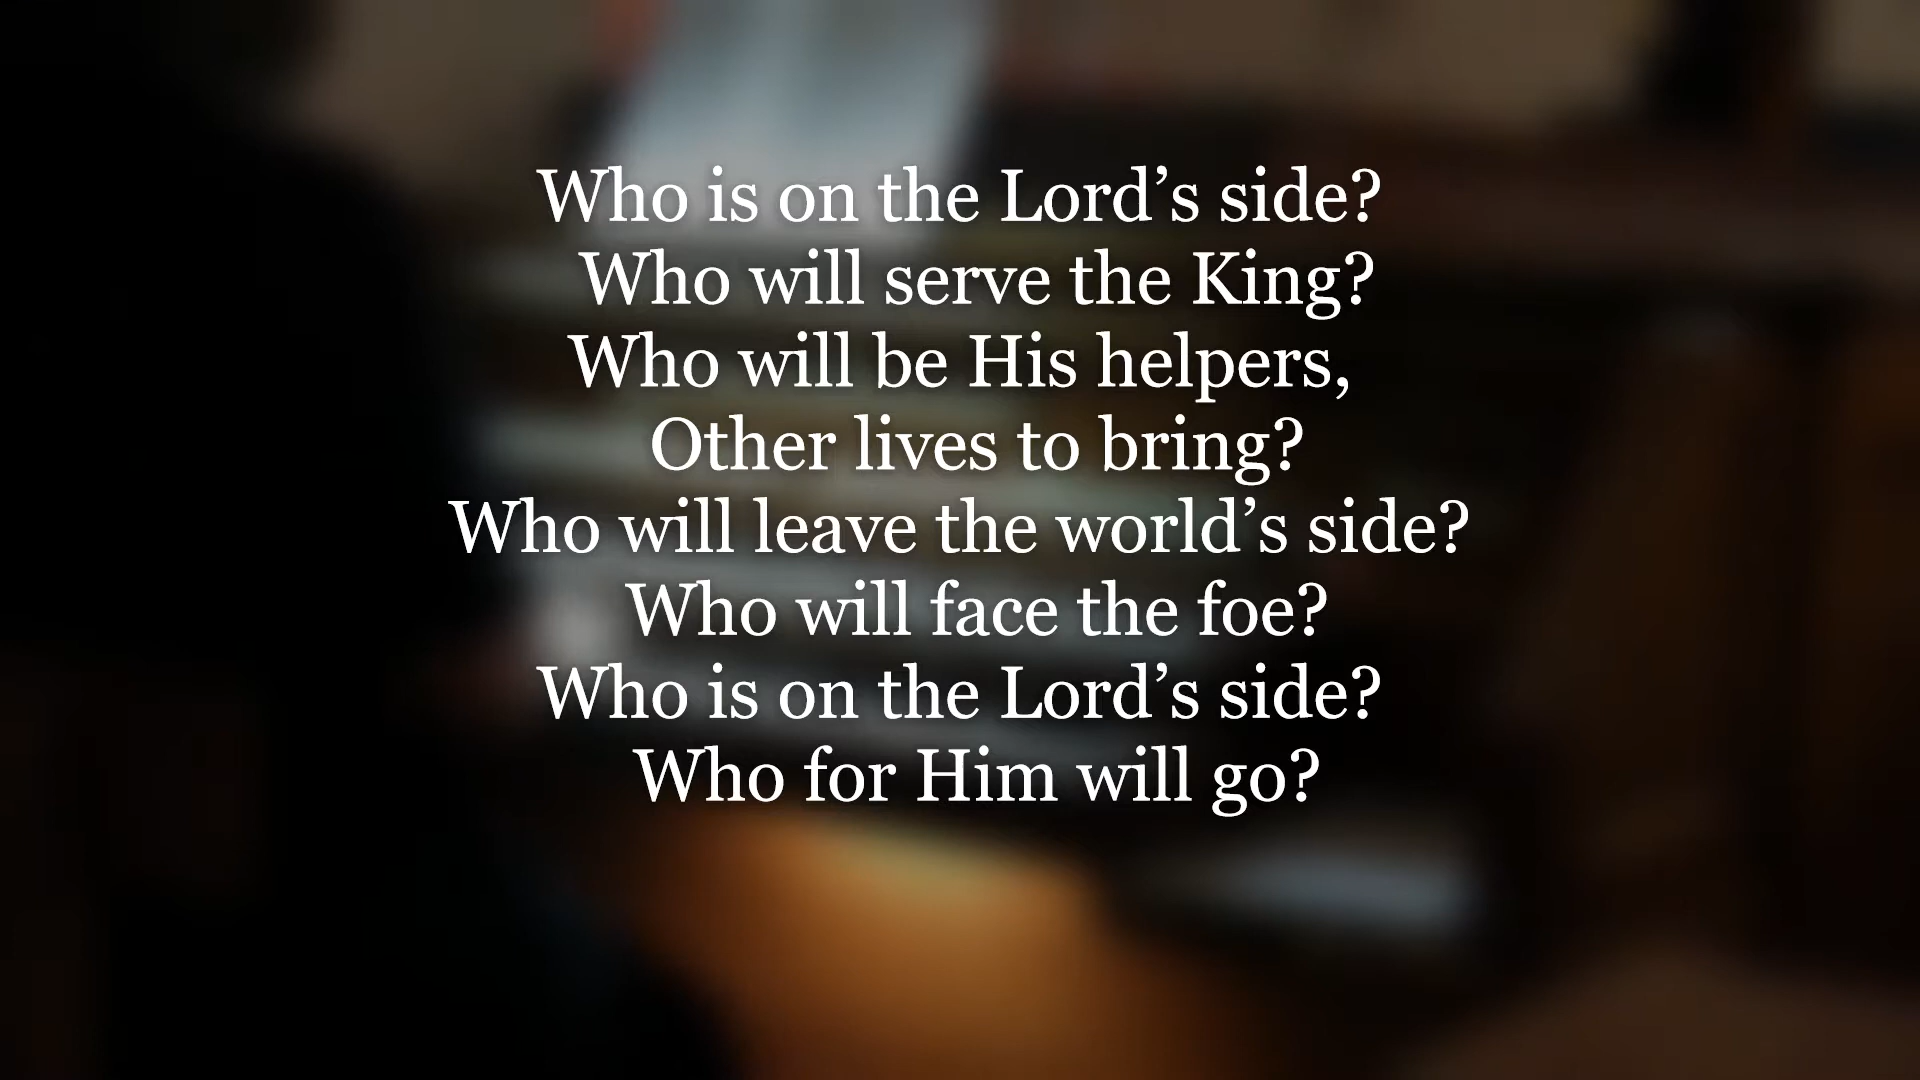 Who is on the Lord’s side?
Who will serve the King?
Who will be His helpers,
Other lives to bring?
Who will leave the world’s side?
Who will face the foe?
Who is on the Lord’s side?
Who for Him will go?